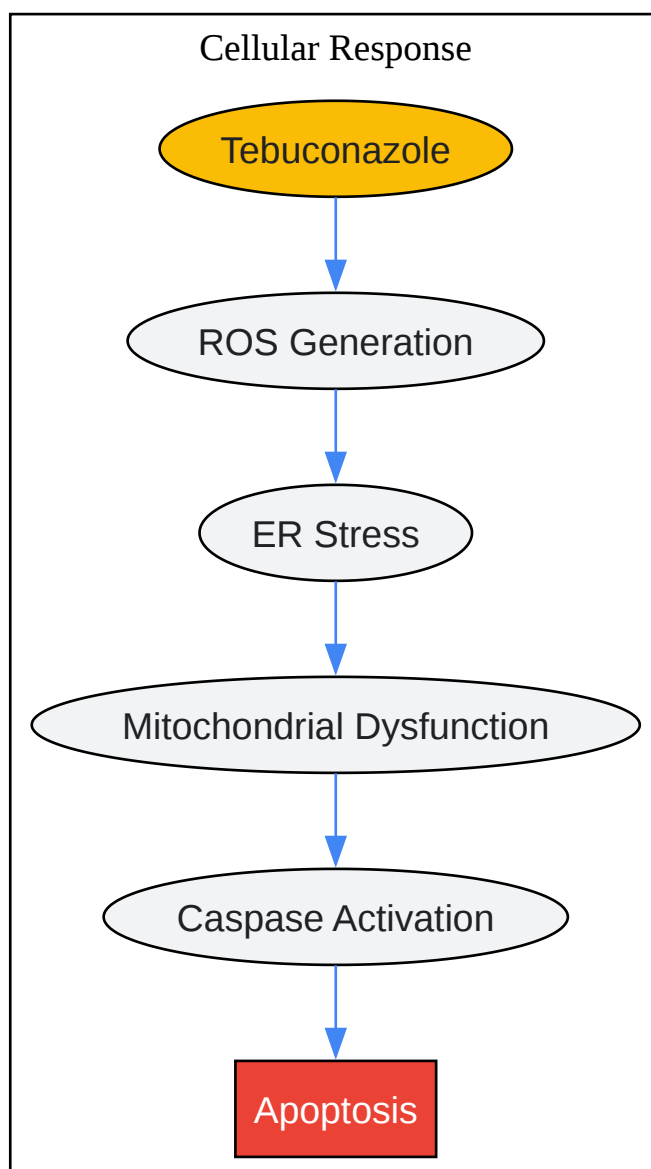 Cellular Response
Tebuconazole
ROS Generation
ER Stress
Mitochondrial Dysfunction
Caspase Activation
Apoptosis